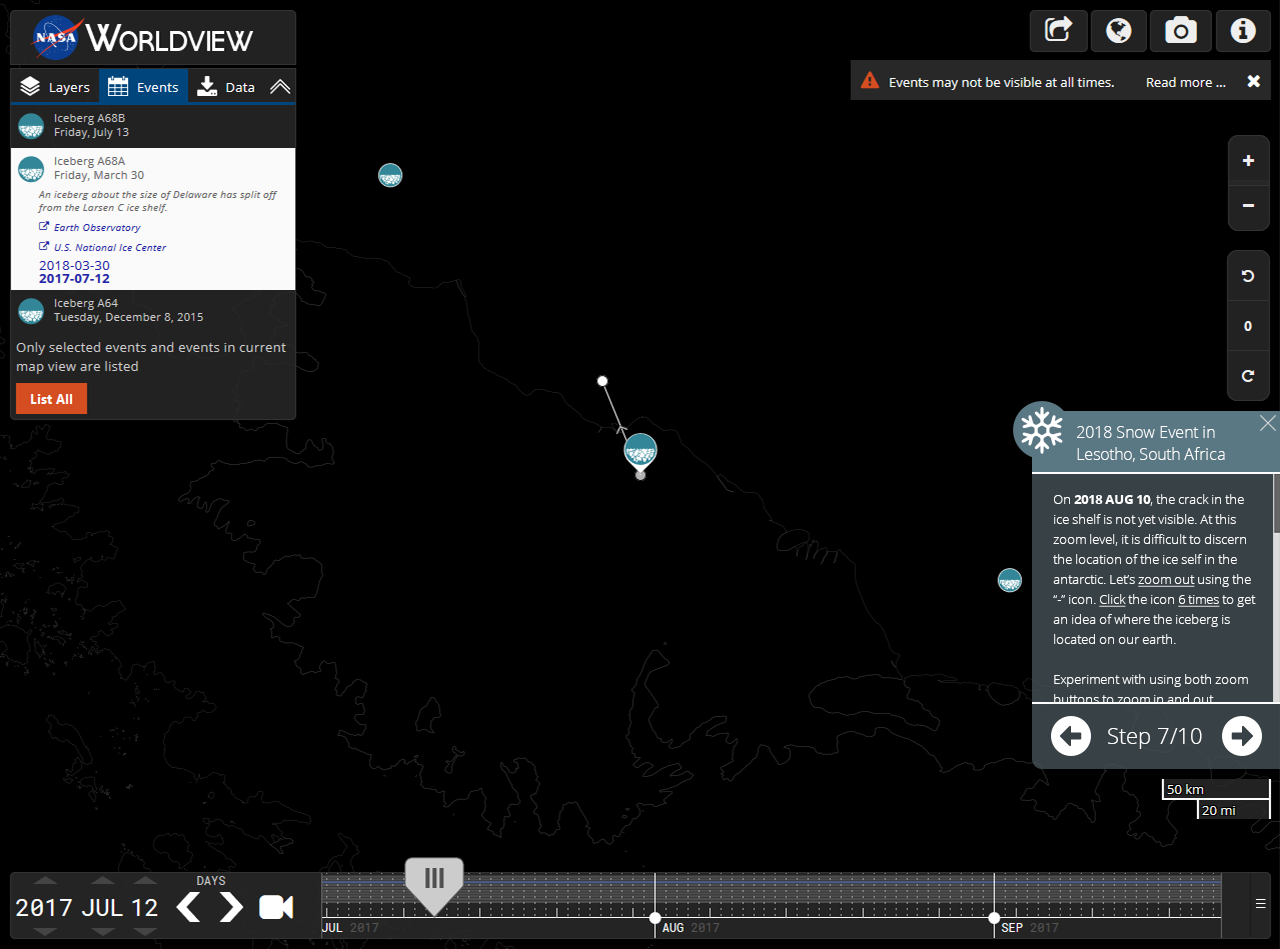 NASA WORLDVIEW
Layers Events Data
Iceberg A68B
Friday, July 13
Iceberg A68A
Friday, March 30
An iceberg about the size of Delaware has split off
from the Larsen C ice shelf.
Earth Observatory
U.S. National Ice Center
2018-03-30
2017-07-12
Iceberg A64
Tuesday, December 8, 2015
Only selected events and events in current
map view are listed
List All
Events may not be visible at all times. Read more ...
+
−
0
2018 Snow Event in
Lesotho, South Africa
On 2018 AUG 10, the crack in the
ice shelf is not yet visible. At this
zoom level, it is difficult to discern
the location of the ice self in the
antarctic. Let's zoom out using the
“-” icon. Click the icon 6 times to get
an idea of where the iceberg is
located on our earth.
Experiment with using both zoom
buttons to zoom in and out
Step 7/10
50 km
20 mi
DAYS
2017 JUL 12
JUL 2017
AUG 2017
SEP 2017